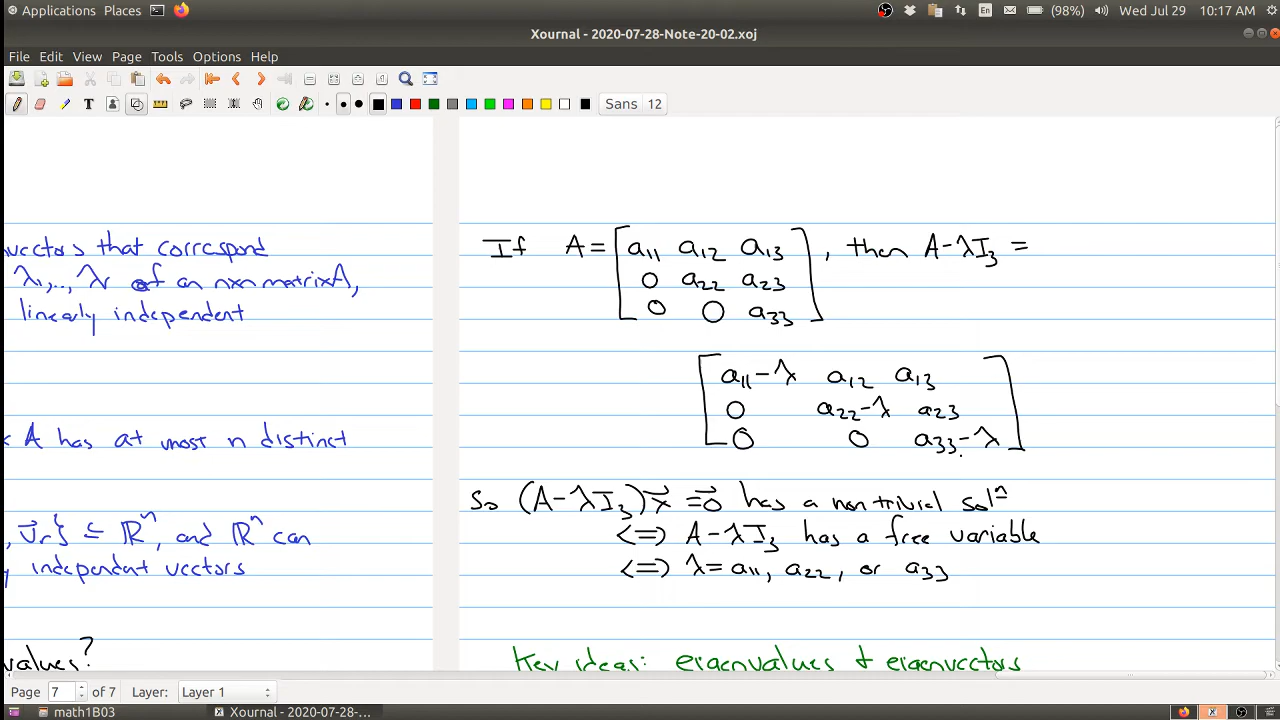 Applications Places (98%) Wed Jul 29 10:17 AM
En
Xournal - 2020-07-28-Note-20-02.xoj
File Edit View Page Tools Options Help
Sans 12
vectors that correspond
λ1,.., λr of an nxn matrix A,
linearly independent
A has at most n distinct
, v⃗r} ⊆ ℝⁿ, and ℝⁿ can
independent vectors
values?
If A = [a11 a12 a13 , then A-λI3 =
0 a22 a23
0 0 a33]
[a11-λ a12 a13
0 a22-λ a23
0 0 a33-λ]
So (A-λI3)x⃗ = 0⃗ has a nontrivial solⁿ
<=> A-λI3 has a free variable
<=> λ= a11, a22, or a33
Key ideas: eigenvalues & eigenvectors
Page 7 of 7 Layer: Layer 1
math1B03 Xournal - 2020-07-28-...